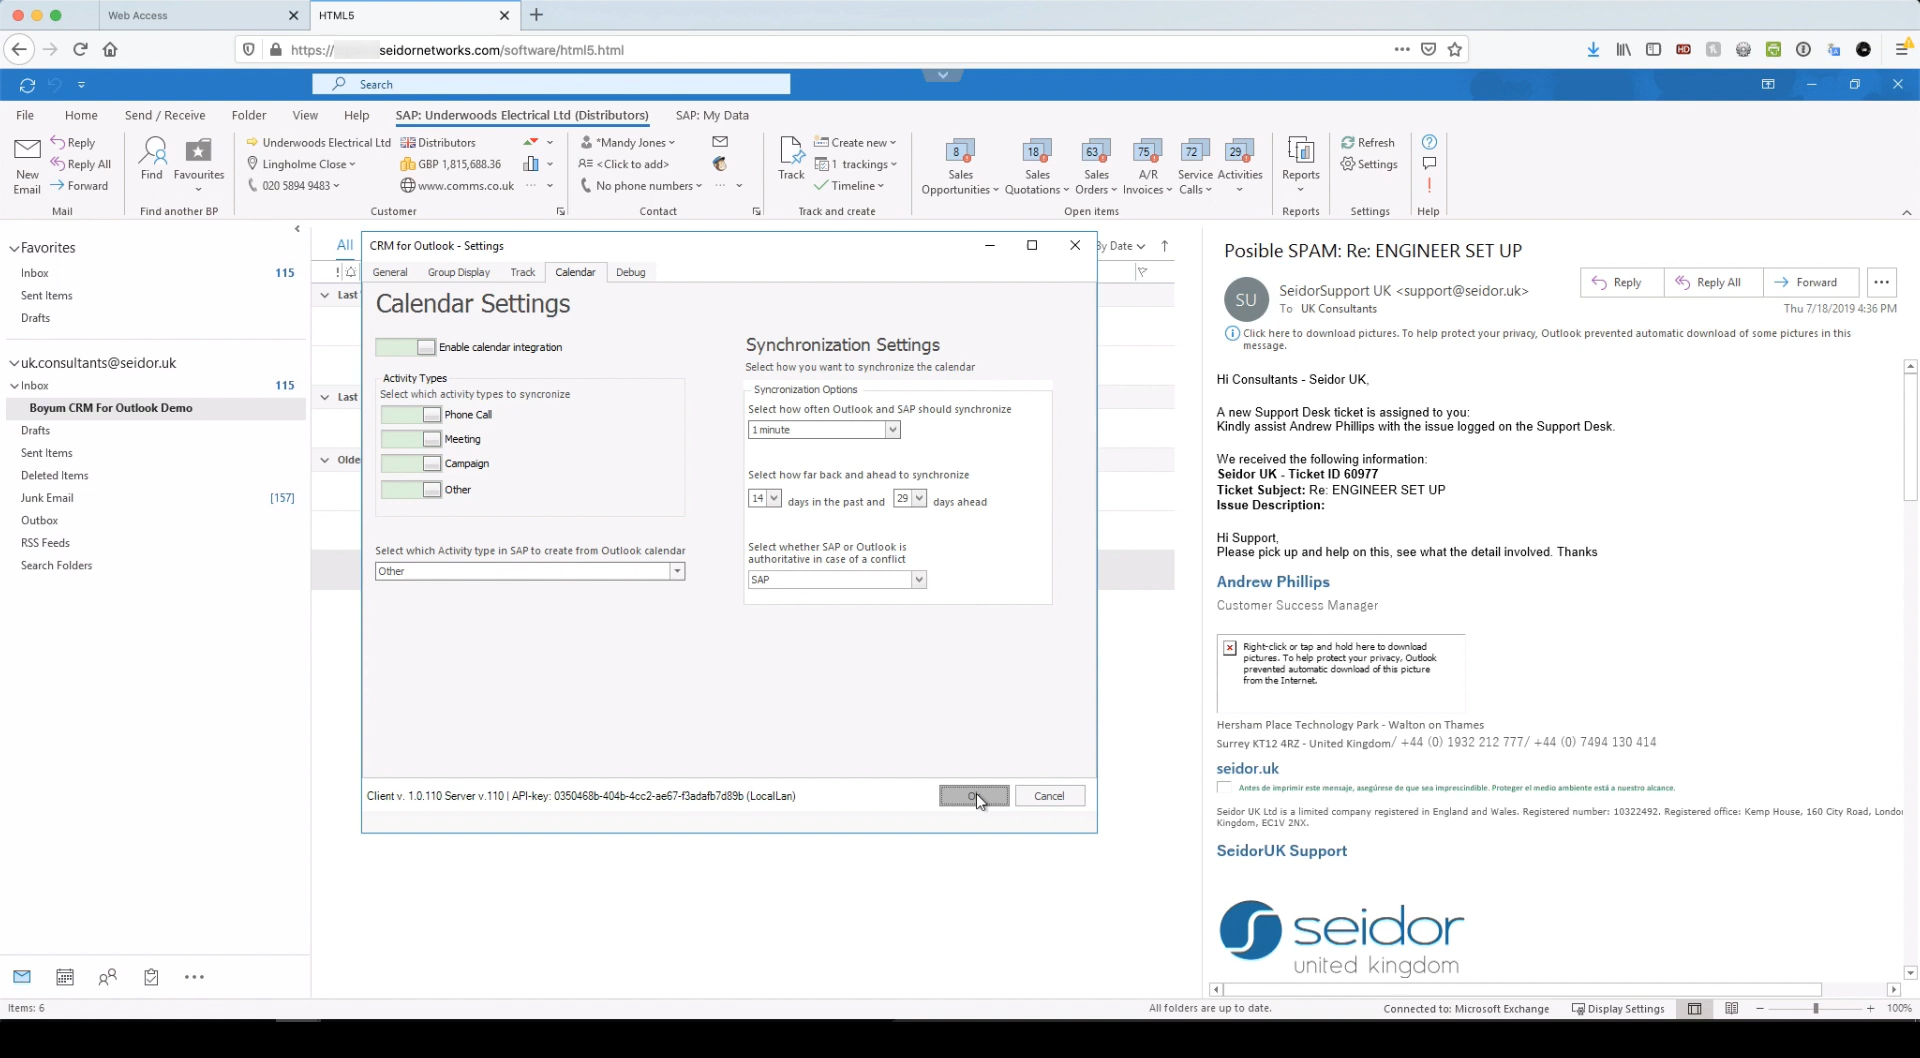 Web Access
HTML5
https://
seidornetworks.com/software/html5.html
Search
File Home Send / Receive Folder View Help SAP: Underwoods Electrical Ltd (Distributors) SAP: My Data
New Email
Reply
Reply All
Forward
Mail
Find
Favourites
Find another BP
Underwoods Electrical Ltd
Lingholme Close
020 5894 9483
Distributors
GBP 1,815,688.36
www.comms.co.uk
Customer
*Mandy Jones
<Click to add>
No phone numbers
Contact
Track
Create new
1 trackings
Timeline
Track and create
8
Sales Opportunities
18
Sales Quotations
63
Sales Orders
75
A/R Invoices
72
Service Calls
29
Activities
Open items
Reports
Reports
Refresh
Settings
Settings
Help
Favorites
Inbox 115
Sent Items
Drafts
uk.consultants@seidor.uk
Inbox 115
Boyum CRM For Outlook Demo
Drafts
Sent Items
Deleted Items
Junk Email [157]
Outbox
RSS Feeds
Search Folders
All
By Date
Last
Last
Olde
CRM for Outlook - Settings
General Group Display Track Calendar Debug
Calendar Settings
Enable calendar integration
Activity Types
Select which activity types to syncronize
Phone Call
Meeting
Campaign
Other
Select which Activity type in SAP to create from Outlook calendar
Other
Synchronization Settings
Select how you want to synchronize the calendar
Syncronization Options
Select how often Outlook and SAP should synchronize
1 minute
Select how far back and ahead to synchronize
14 days in the past and 29 days ahead
Select whether SAP or Outlook is
authoritative in case of a conflict
SAP
Client v. 1.0.110 Server v.110 | API-key: 0350468b-404b-4cc2-ae67-f3adafb7d89b (LocalLan)
Cancel
Posible SPAM: Re: ENGINEER SET UP
SU
SeidorSupport UK <support@seidor.uk>
To UK Consultants
Reply
Reply All
Forward
Thu 7/18/2019 4:36 PM
Click here to download pictures. To help protect your privacy, Outlook prevented automatic download of some pictures in this
message.
Hi Consultants - Seidor UK,
A new Support Desk ticket is assigned to you:
Kindly assist Andrew Phillips with the issue logged on the Support Desk.
We received the following information:
Seidor UK - Ticket ID 60977
Ticket Subject: Re: ENGINEER SET UP
Issue Description:
Hi Support,
Please pick up and help on this, see what the detail involved. Thanks
Andrew Phillips
Customer Success Manager
Right-click or tap and hold here to download
pictures. To help protect your privacy, Outlook
prevented automatic download of this picture
from the Internet.
Hersham Place Technology Park - Walton on Thames
Surrey KT12 4RZ - United Kingdom/ +44 (0) 1932 212 777/ +44 (0) 7494 130 414
seidor.uk
Antes de imprimir este mensaje, asegúrese de que sea imprescindible. Proteger el medio ambiente está a nuestro alcance.
Seidor UK Ltd is a limited company registered in England and Wales. Registered number: 10322492. Registered office: Kemp House, 160 City Road, Londo
Kingdom, EC1V 2NX.
SeidorUK Support
seidor
united kingdom
Items: 6
All folders are up to date.
Connected to: Microsoft Exchange
Display Settings
100%